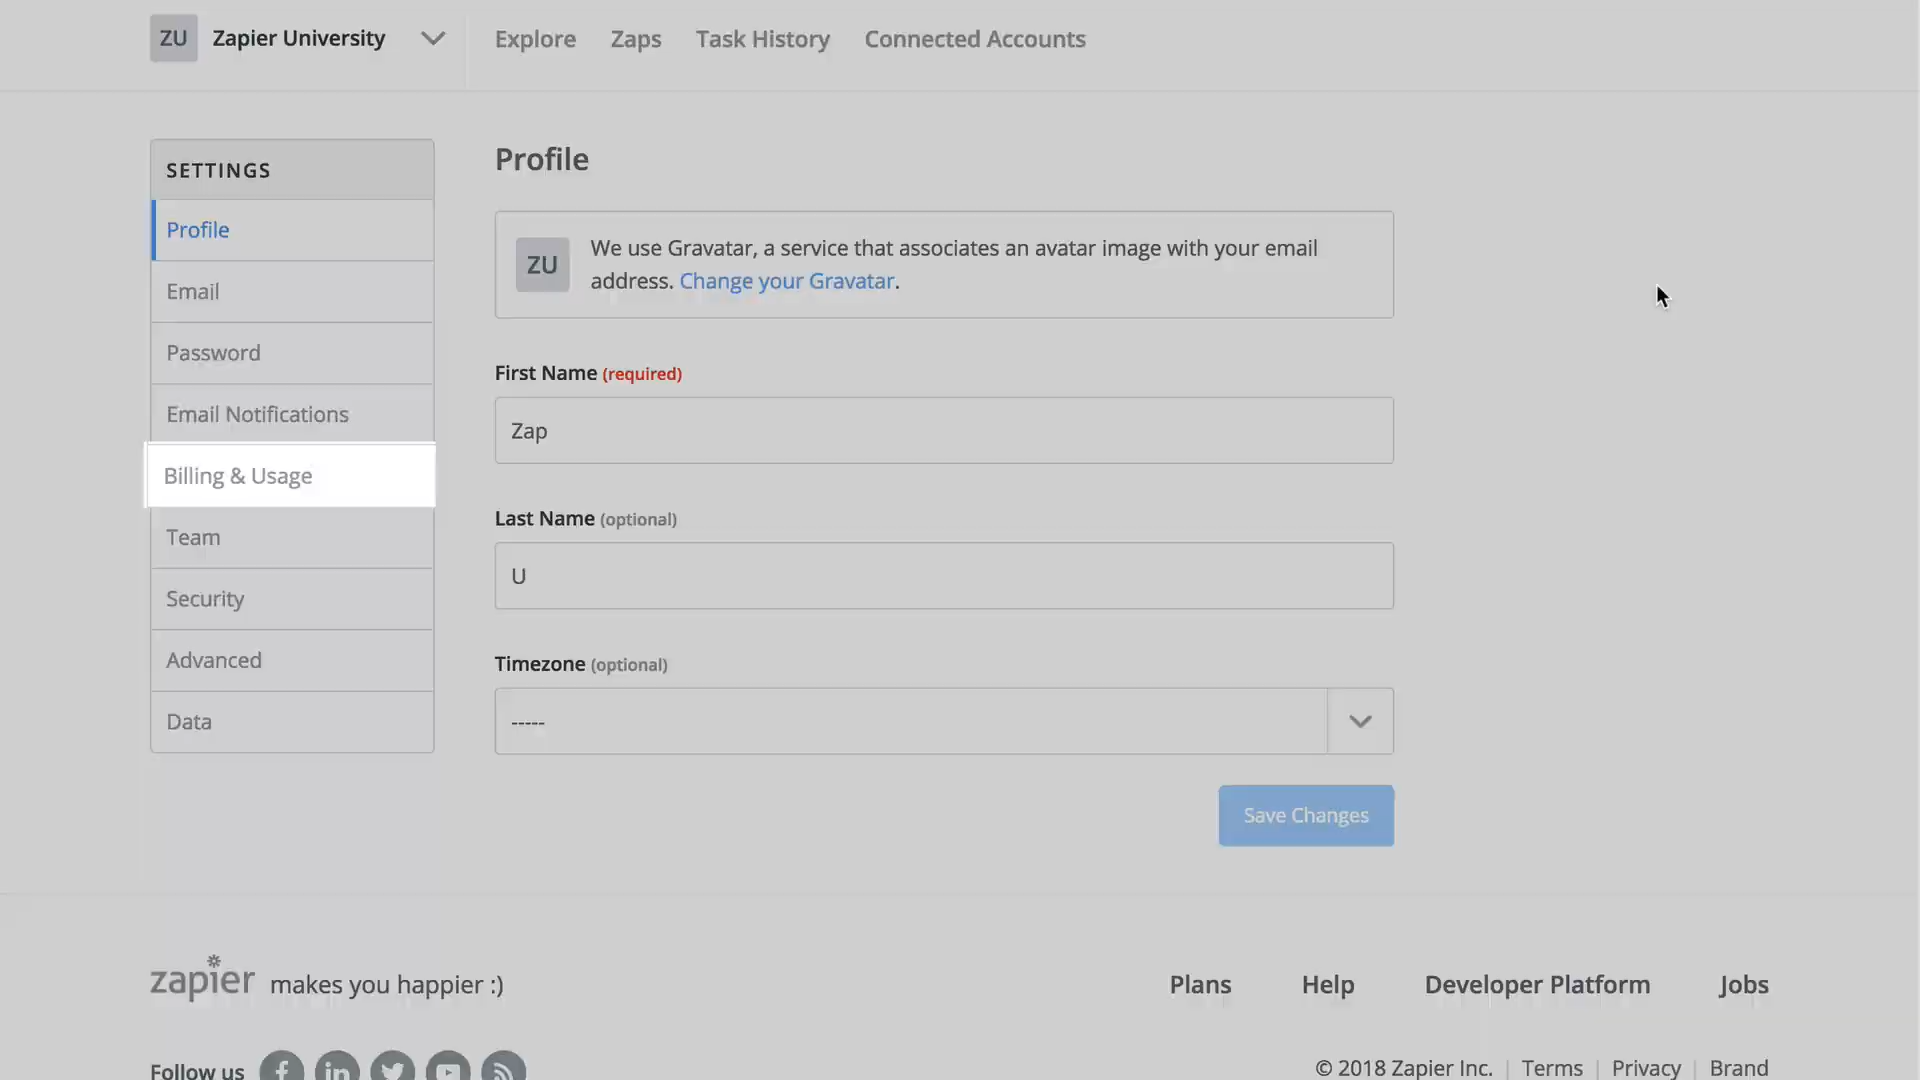 ZU Zapier University Explore Zaps Task History Connected Accounts
SETTINGS
Profile
Email
Password
Email Notifications
Billing & Usage
Team
Security
Advanced
Data
Profile
ZU
We use Gravatar, a service that associates an avatar image with your email
address. Change your Gravatar.
First Name (required)
Zap
Last Name (optional)
U
Timezone (optional)
-----
Save Changes
zapier makes you happier :)
Plans Help Developer Platform Jobs
Follow us
© 2018 Zapier Inc. | Terms | Privacy | Brand